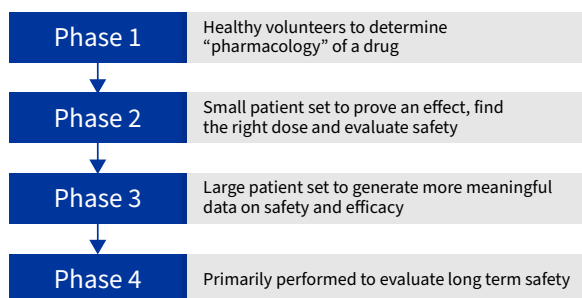 Phase 1
Healthy volunteers to determine
“pharmacology” of a drug
Phase 2
Small patient set to prove an effect, find
the right dose and evaluate safety
Phase 3
Large patient set to generate more meaningful
data on safety and efficacy
Phase 4
Primarily performed to evaluate long term safety